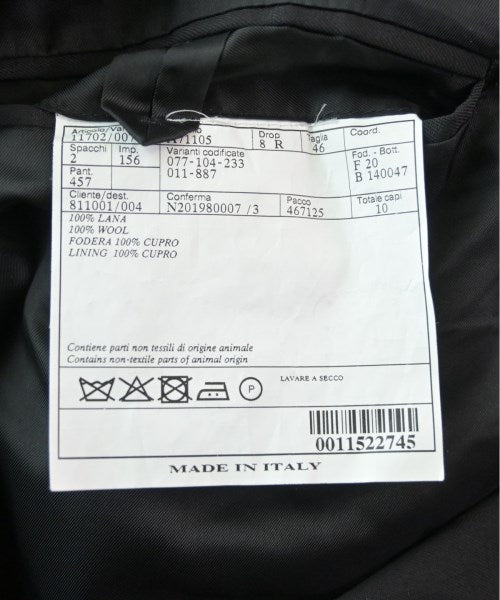 Articolo/Va
11702/001 A71105
Drop
8 R
Taglia
46
Coord.
Spacchi
2
Imp.
156
Varianti codificate
077-104-233
011-887
Fod. - Bott.
F 20
B 140047
Pant.
457
Cliente/dest.
811001/004
Conferma
N201980007 /3
Pacco
467125
Totale capi
10
100% LANA
100% WOOL
FODERA 100% CUPRO
LINING 100% CUPRO
Contiene parti non tessili di origine animale
Contains non-textile parts of animal origin
P
LAVARE A SECCO
0011522745
MADE IN ITALY